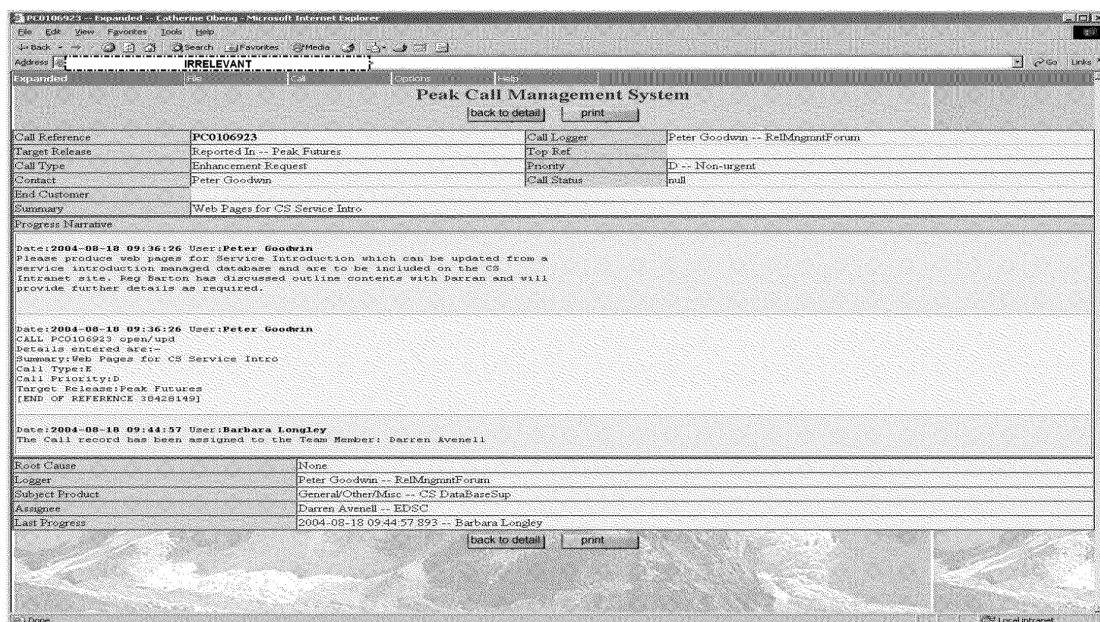 PC0106923 -- Expanded -- Catherine Obeng - Microsoft Internet Explorer
File Edit View Favorites Tools Help
Back Search Favorites Media
Address IRRELEVANT Go Links
Expanded File Call Options Help
Peak Call Management System
back to detail print
Call Reference PC0106923 Call Logger Peter Goodwin -- RelMngmntForum
Target Release Reported In -- Peak Futures Top Ref
Call Type Enhancement Request Priority D -- Non-urgent
Contact Peter Goodwin Call Status null
End Customer
Summary Web Pages for CS Service Intro
Progress Narrative
Date:2004-08-18 09:36:26 User:Peter Goodwin
Please produce web pages for Service Introduction which can be updated from a
service introduction managed database and are to be included on the CS
Intranet site. Reg Barton has discussed outline contents with Darran and will
provide further details as required.
Date:2004-08-18 09:36:26 User:Peter Goodwin
CALL PC0106923 open/upd
Details entered are:-
Summary:Web Pages for CS Service Intro
Call Type:E
Call Priority:D
Target Release:Peak Futures
[END OF REFERENCE 38428149]
Date:2004-08-18 09:44:57 User:Barbara Longley
The Call record has been assigned to the Team Member: Darren Avenell
Root Cause None
Logger Peter Goodwin -- RelMngmntForum
Subject Product General/Other/Misc -- CS DataBaseSup
Assignee Darren Avenell -- EDSC
Last Progress 2004-08-18 09:44:57.893 -- Barbara Longley
back to detail print
Done Local intranet